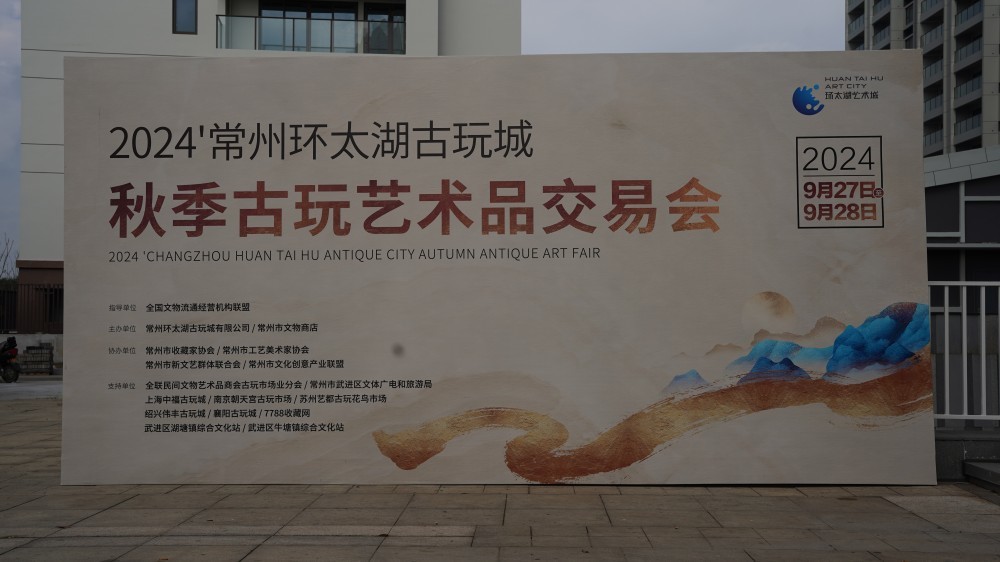 HUAN TAI HU
ART CITY
环太湖艺术城
2024'常州环太湖古玩城
秋季古玩艺术品交易会
2024 'CHANGZHOU HUAN TAI HU ANTIQUE CITY AUTUMN ANTIQUE ART FAIR
2024
9月27日至
9月28日
指导单位 全国文物流通经营机构联盟
主办单位 常州环太湖古玩城有限公司 / 常州市文物商店
协办单位 常州市收藏家协会 / 常州市工艺美术家协会
常州市新文艺群体联合会 / 常州市文化创意产业联盟
支持单位 全联民间文物艺术品商会古玩市场业分会 / 常州市武进区文体广电和旅游局
上海中福古玩城 / 南京朝天宫古玩市场 / 苏州艺都古玩花鸟市场
绍兴伟丰古玩城 / 襄阳古玩城 / 7788收藏网
武进区湖塘镇综合文化站 / 武进区牛塘镇综合文化站